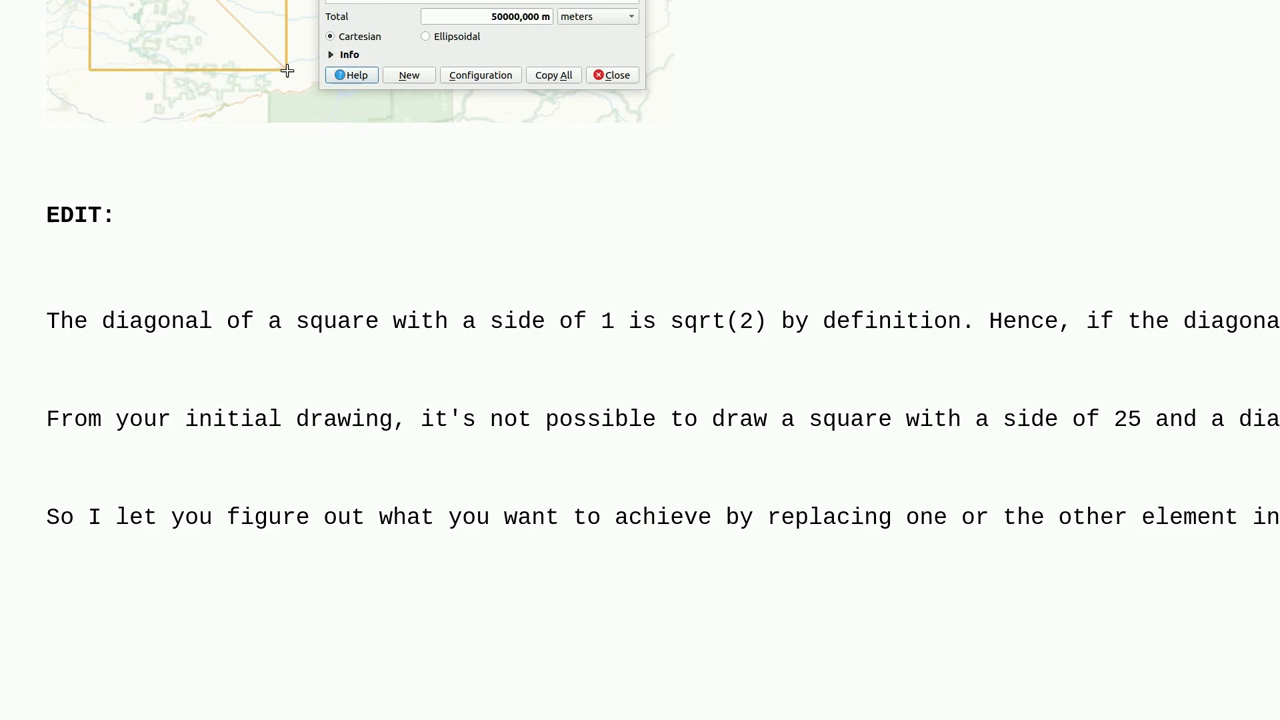 Total 50000,000 m meters
Cartesian Ellipsoidal
Info
Help New Configuration Copy All Close
EDIT:
The diagonal of a square with a side of 1 is sqrt(2) by definition. Hence, if the diagona
From your initial drawing, it's not possible to draw a square with a side of 25 and a dia
So I let you figure out what you want to achieve by replacing one or the other element in